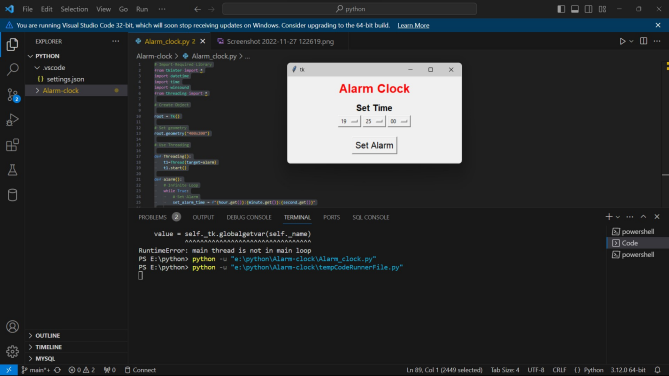 File Edit Selection View Go Run ··· python
You are running Visual Studio Code 32-bit, which will soon stop receiving updates on Windows. Consider upgrading to the 64-bit build. Learn More
EXPLORER ···
PYTHON
.vscode
{} settings.json
Alarm-clock
OUTLINE
TIMELINE
MYSQL
Alarm_clock.py 2 Screenshot 2022-11-27 122619.png
Alarm-clock > Alarm_clock.py > ...
# Import Required Library
from tkinter import *
import datetime
import time
import winsound
from threading import *
# Create Object
root = Tk()
# Set geometry
# Use Threading
def Threading():
t1=Thread(target=alarm)
t1.start()
def alarm():
# Infinite Loop
while True:
# Set Alarm
set_alarm_time = f"{hour.get()}:{minute.get()}:{second.get()}"
tk
Alarm Clock
Set Time
19 25 00
Set Alarm
PROBLEMS 2 OUTPUT DEBUG CONSOLE TERMINAL PORTS SQL CONSOLE
value = self._tk.globalgetvar(self._name)
^^^^^^^^^^^^^^^^^^^^^^^^^^^^^^^^^
RuntimeError: main thread is not in main loop
PS E:\python> python -u "e:\python\Alarm-clock\Alarm_clock.py"
PS E:\python> python -u "e:\python\Alarm-clock\tempCodeRunnerFile.py"
powershell
Code
powershell
main*+ 0 2 0 Connect Ln 89, Col 1 (2449 selected) Tab Size: 4 UTF-8 CRLF {} Python 3.12.0 64-bit